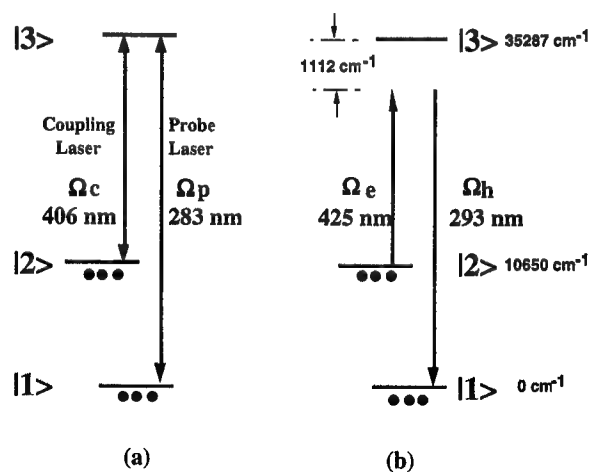 |3>
Coupling
Laser
Probe
Laser
Ωc
406 nm
Ωp
283 nm
|2>
|1>
(a)
|3> 35287 cm⁻¹
1112 cm⁻¹
Ωe
425 nm
Ωh
293 nm
|2> 10650 cm⁻¹
|1> 0 cm⁻¹
(b)